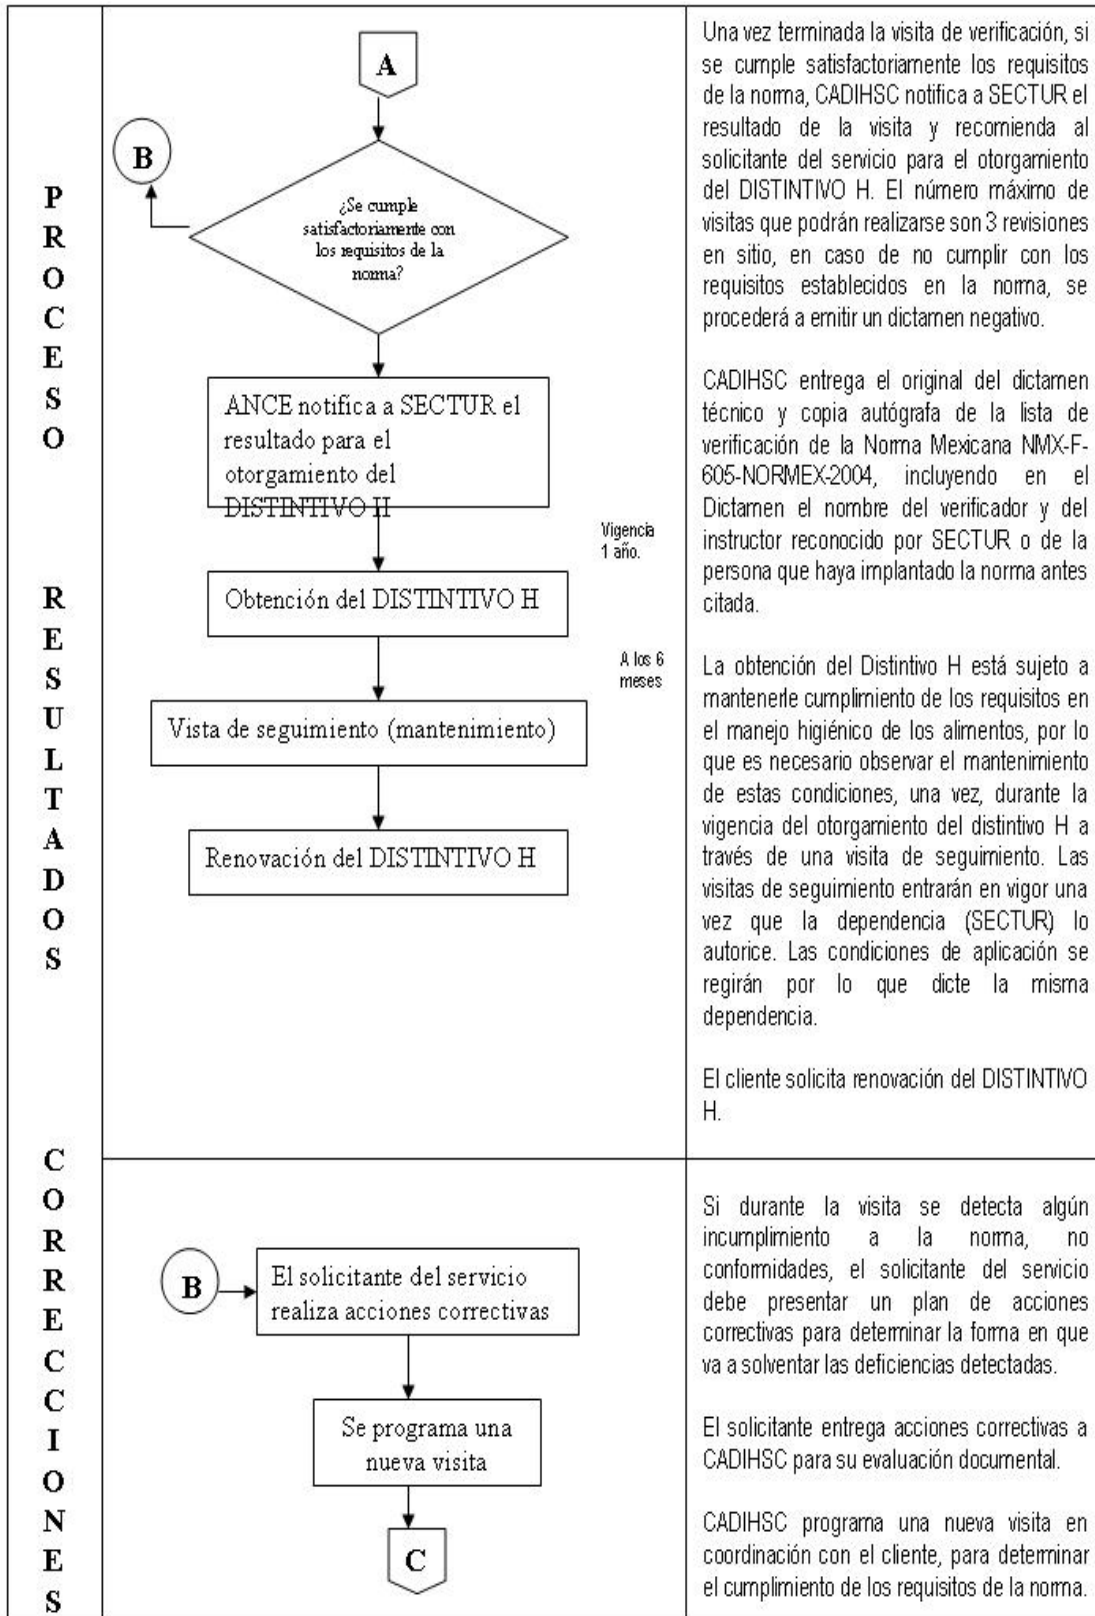 P
R
O
C
E
S
O
R
E
S
U
L
T
A
D
O
S
A
B
¿Se cumple
satisfactoriamente con
los requisitos de la
norma?
ANCE notifica a SECTUR el
resultado para el
otorgamiento del
DISTINTIVO H
Vigencia
1 año.
Obtención del DISTINTIVO H
A los 6
meses
Vista de seguimiento (mantenimiento)
Renovación del DISTINTIVO H
Una vez terminada la visita de verificación, si
se cumple satisfactoriamente los requisitos
de la norma, CADIHSC notifica a SECTUR el
resultado de la visita y recomienda al
solicitante del servicio para el otorgamiento
del DISTINTIVO H. El número máximo de
visitas que podrán realizarse son 3 revisiones
en sitio, en caso de no cumplir con los
requisitos establecidos en la norma, se
procederá a emitir un dictamen negativo.
CADIHSC entrega el original del dictamen
técnico y copia autógrafa de la lista de
verificación de la Norma Mexicana NMX-F-
605-NORMEX-2004, incluyendo en el
Dictamen el nombre del verificador y del
instructor reconocido por SECTUR o de la
persona que haya implantado la norma antes
citada.
La obtención del Distintivo H está sujeto a
mantenerle cumplimiento de los requisitos en
el manejo higiénico de los alimentos, por lo
que es necesario observar el mantenimiento
de estas condiciones, una vez, durante la
vigencia del otorgamiento del distintivo H a
través de una visita de seguimiento. Las
visitas de seguimiento entrarán en vigor una
vez que la dependencia (SECTUR) lo
autorice. Las condiciones de aplicación se
regirán por lo que dicte la misma
dependencia.
El cliente solicita renovación del DISTINTIVO
H.
C
O
R
R
E
C
C
I
O
N
E
S
B
El solicitante del servicio
realiza acciones correctivas
Se programa una
nueva visita
C
Si durante la visita se detecta algún
incumplimiento a la norma, no
conformidades, el solicitante del servicio
debe presentar un plan de acciones
correctivas para determinar la forma en que
va a solventar las deficiencias detectadas.
El solicitante entrega acciones correctivas a
CADIHSC para su evaluación documental.
CADIHSC programa una nueva visita en
coordinación con el cliente, para determinar
el cumplimiento de los requisitos de la norma.